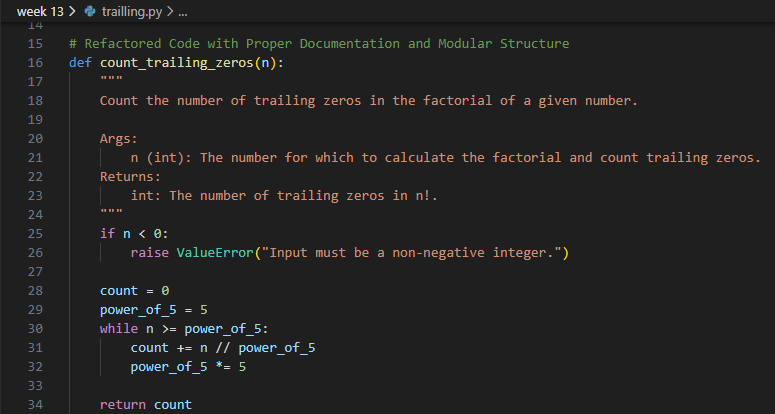 week 13 > trailling.py > ...
14
15 # Refactored Code with Proper Documentation and Modular Structure
16 def count_trailing_zeros(n):
17     """
18     Count the number of trailing zeros in the factorial of a given number.
19
20     Args:
21         n (int): The number for which to calculate the factorial and count trailing zeros.
22     Returns:
23         int: The number of trailing zeros in n!.
24     """
25     if n < 0:
26         raise ValueError("Input must be a non-negative integer.")
27
28     count = 0
29     power_of_5 = 5
30     while n >= power_of_5:
31         count += n // power_of_5
32         power_of_5 *= 5
33
34     return count